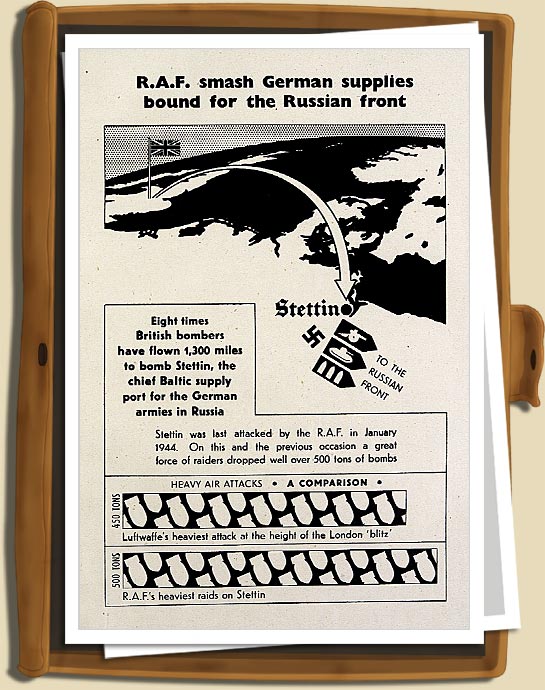 R.A.F. smash German supplies
bound for the Russian front
Stettin
TO THE
RUSSIAN
FRONT
Eight times
British bombers
have flown 1,300 miles
to bomb Stettin, the
chief Baltic supply
port for the German
armies in Russia
Stettin was last attacked by the R.A.F. in January
1944. On this and the previous occasion a great
force of raiders dropped well over 500 tons of bombs
HEAVY AIR ATTACKS • A COMPARISON •
450 TONS
Luftwaffe's heaviest attack at the height of the London 'blitz'
500 TONS
R.A.F.'s heaviest raids on Stettin